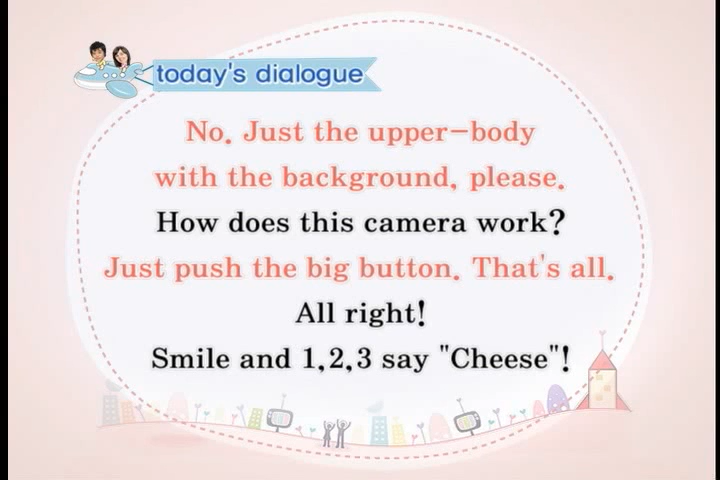 today's dialogue
No. Just the upper-body
with the background, please.
How does this camera work?
Just push the big button. That's all.
All right!
Smile and 1,2,3 say "Cheese"!